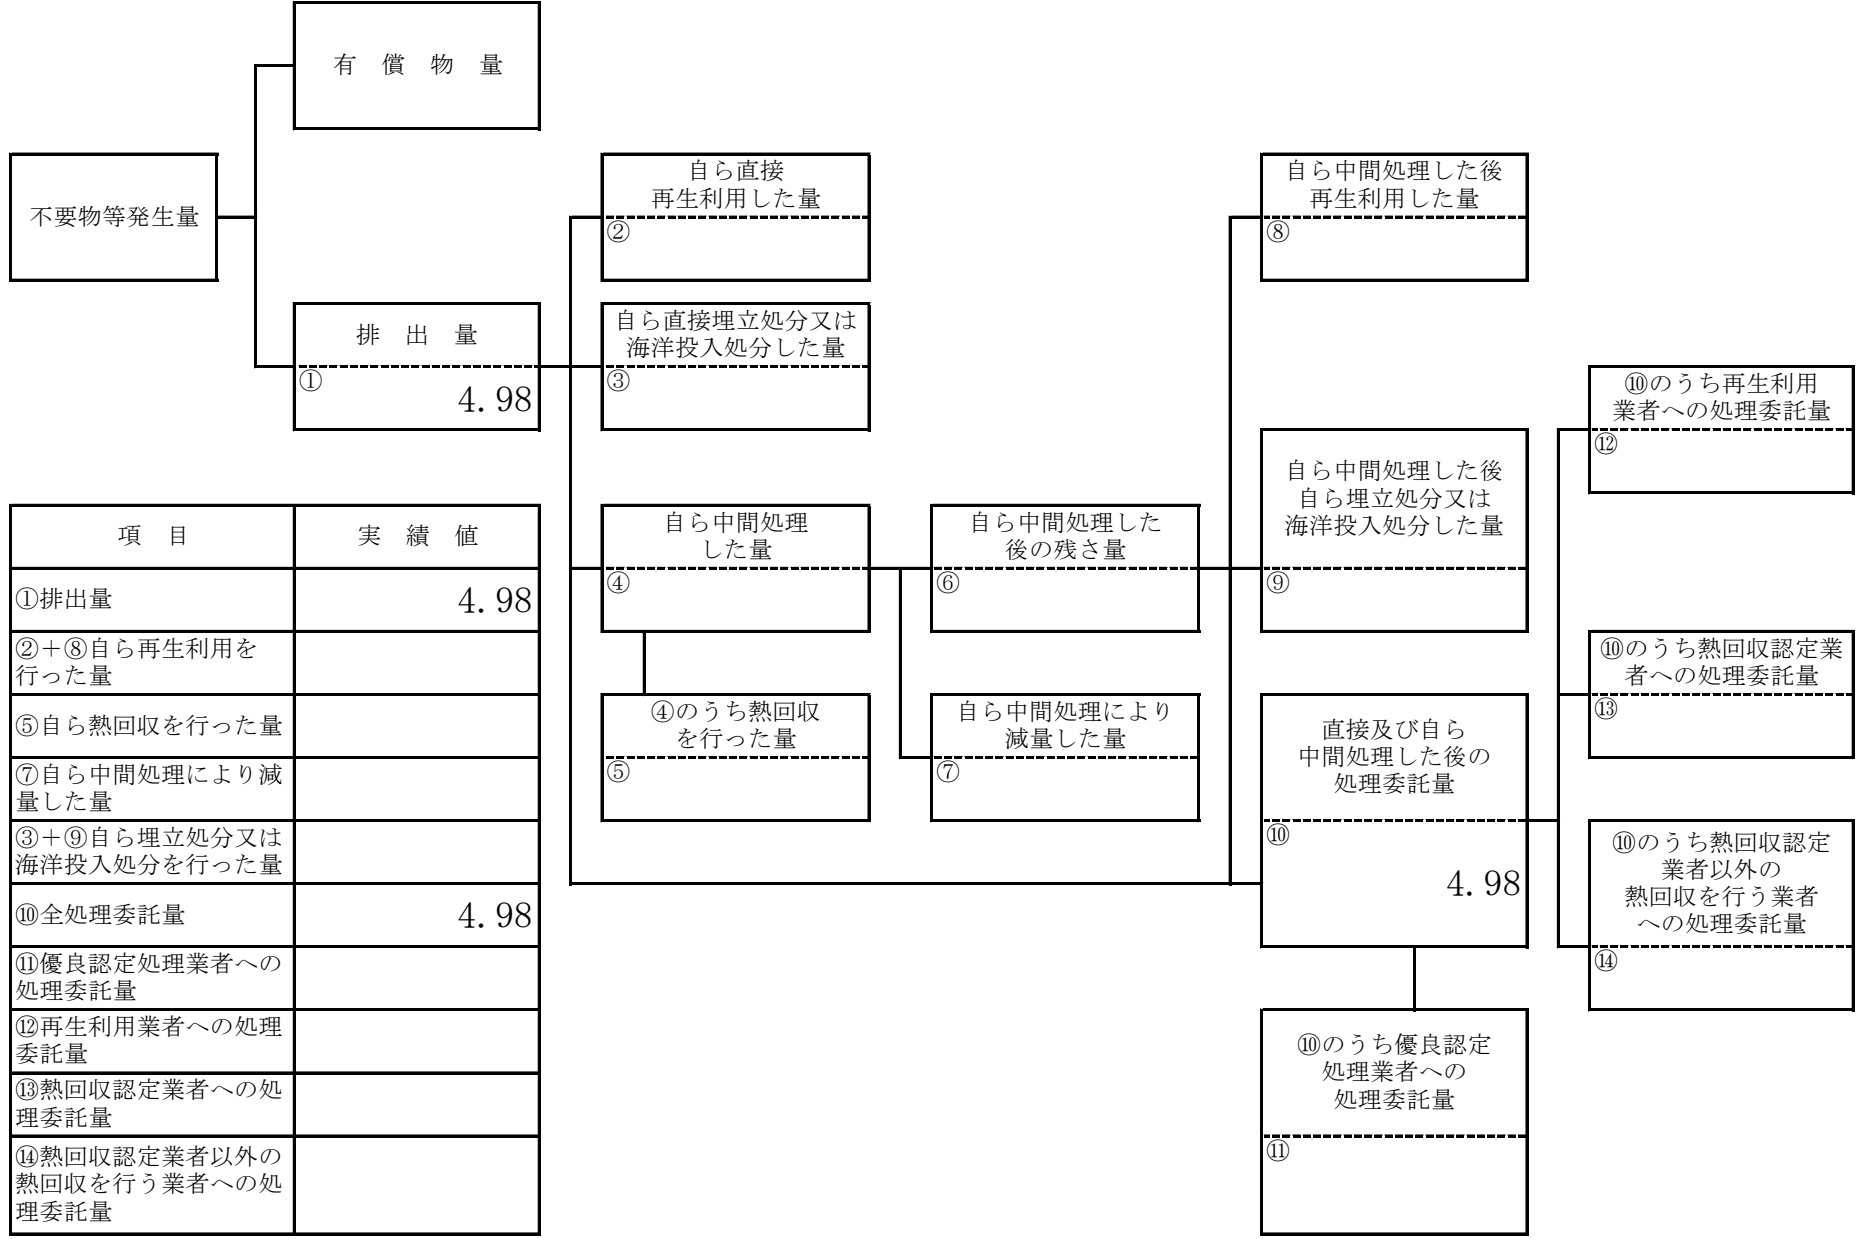 有　償　物　量
不要物等発生量
自ら直接
再生利用した量
②
自ら中間処理した後
再生利用した量
⑧
排　出　量
①
4.98
自ら直接埋立処分又は
海洋投入処分した量
③
⑩のうち再生利用
業者への処理委託量
⑫
自ら中間処理した後
自ら埋立処分又は
海洋投入処分した量
⑨
自ら中間処理
した量
④
自ら中間処理した
後の残さ量
⑥
⑩のうち熱回収認定業
者への処理委託量
⑬
④のうち熱回収
を行った量
⑤
自ら中間処理により
減量した量
⑦
直接及び自ら
中間処理した後の
処理委託量
⑩
4.98
⑩のうち熱回収認定
業者以外の
熱回収を行う業者
への処理委託量
⑭
⑩のうち優良認定
処理業者への
処理委託量
⑪
項　目　実　績　値
①排出量　4.98
②＋⑧自ら再生利用を
行った量
⑤自ら熱回収を行った量
⑦自ら中間処理により減
量した量
③＋⑨自ら埋立処分又は
海洋投入処分を行った量
⑩全処理委託量　4.98
⑪優良認定処理業者への
処理委託量
⑫再生利用業者への処理
委託量
⑬熱回収認定業者への処
理委託量
⑭熱回収認定業者以外の
熱回収を行う業者への処
理委託量